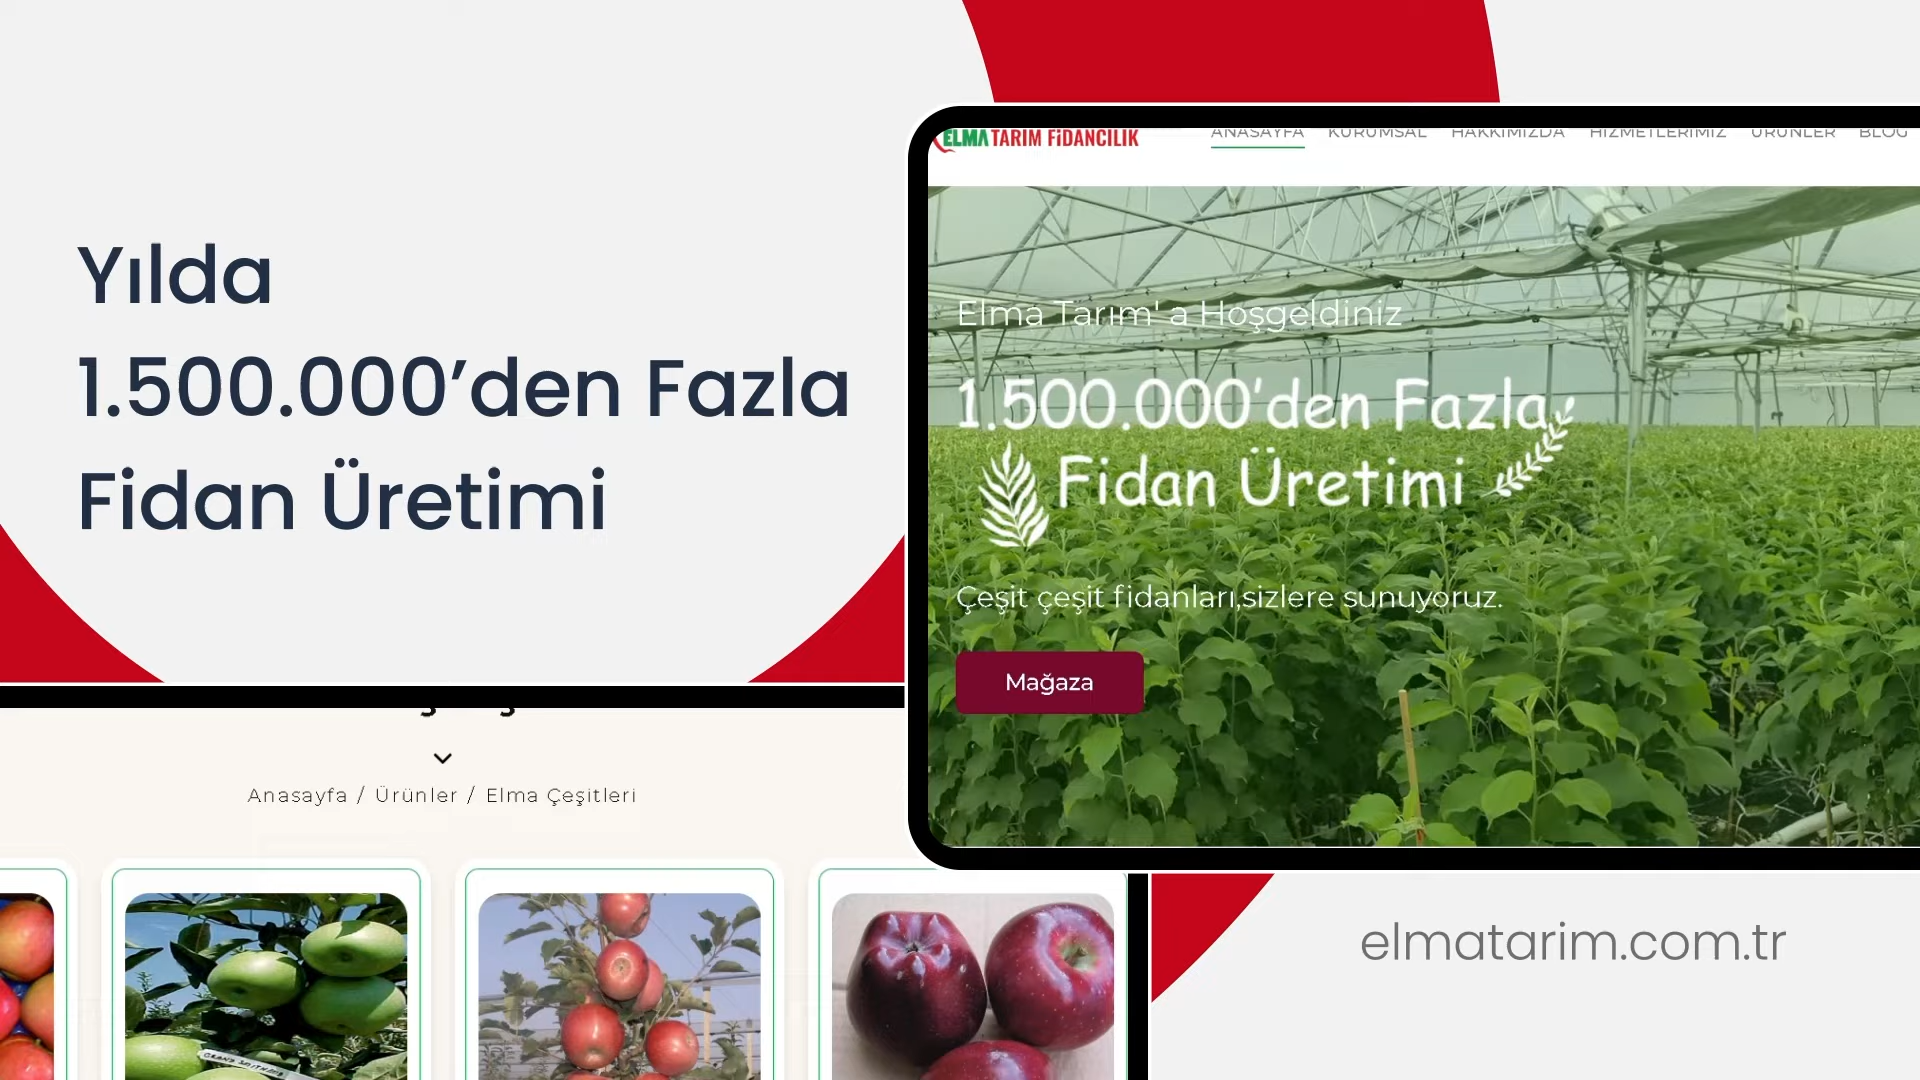 Yılda
1.500.000’den Fazla
Fidan Üretimi
ELMA TARIM FİDANCILIK
ANASAYFA KURUMSAL HAKKIMIZDA HİZMETLERİMİZ ÜRÜNLER BLOG
Elma Tarım' a Hoşgeldiniz
1.500.000'den Fazla
Fidan Üretimi
Çeşit çeşit fidanları,sizlere sunuyoruz.
Mağaza
Anasayfa / Ürünler / Elma Çeşitleri
elmatarim.com.tr